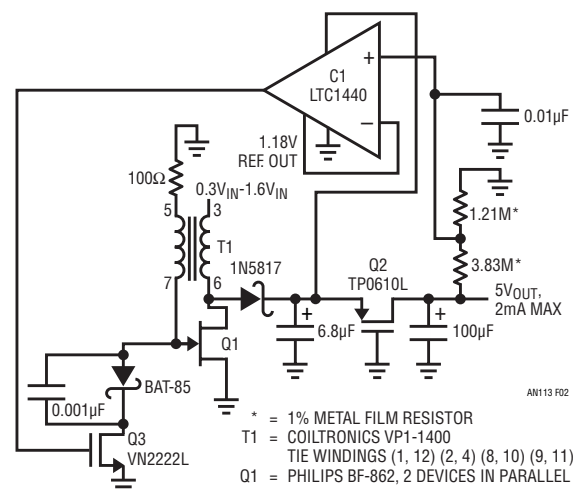 C1
LTC1440
+
–
1.18V
REF. OUT
0.01µF
100Ω
0.3VIN-1.6VIN
5
3
1.21M*
T1
1N5817
Q2
TP0610L
3.83M*
7
6
5VOUT,
2mA MAX
+
6.8µF
+
100µF
Q1
BAT-85
0.001µF
AN113 F02
Q3
VN2222L
* = 1% METAL FILM RESISTOR
T1 = COILTRONICS VP1-1400
TIE WINDINGS (1, 12) (2, 4) (8, 10) (9, 11)
Q1 = PHILIPS BF-862, 2 DEVICES IN PARALLEL